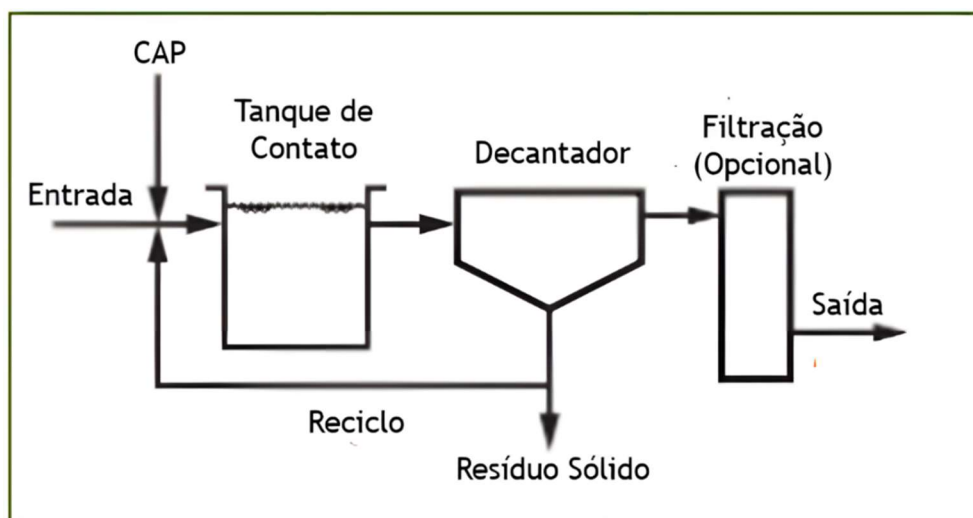 CAP
Tanque de
Contato
Decantador
Filtração
(Opcional)
Entrada
Saída
Reciclo
Resíduo Sólido